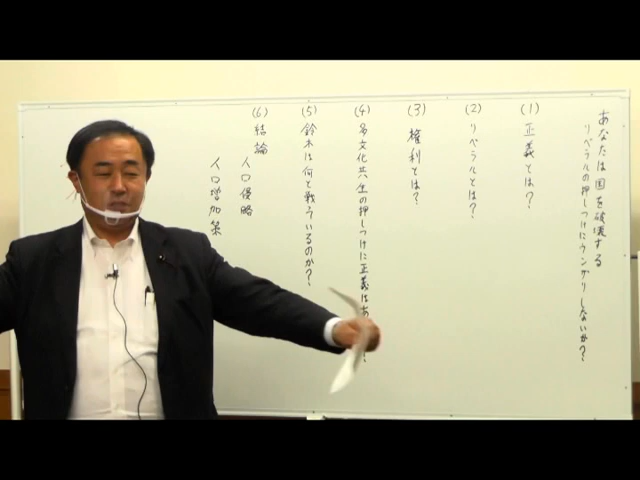 あなたは国を破壊する
リベラルの押しつけにウンザリしないか?
(1) 正義とは?
(2) リベラルとは?
(3) 権利とは?
(4) 多文化共生の押しつけに正義はあ ?
(5) 鈴木は何と戦っているのか?
(6) 結論
人口侵略
人口増加策